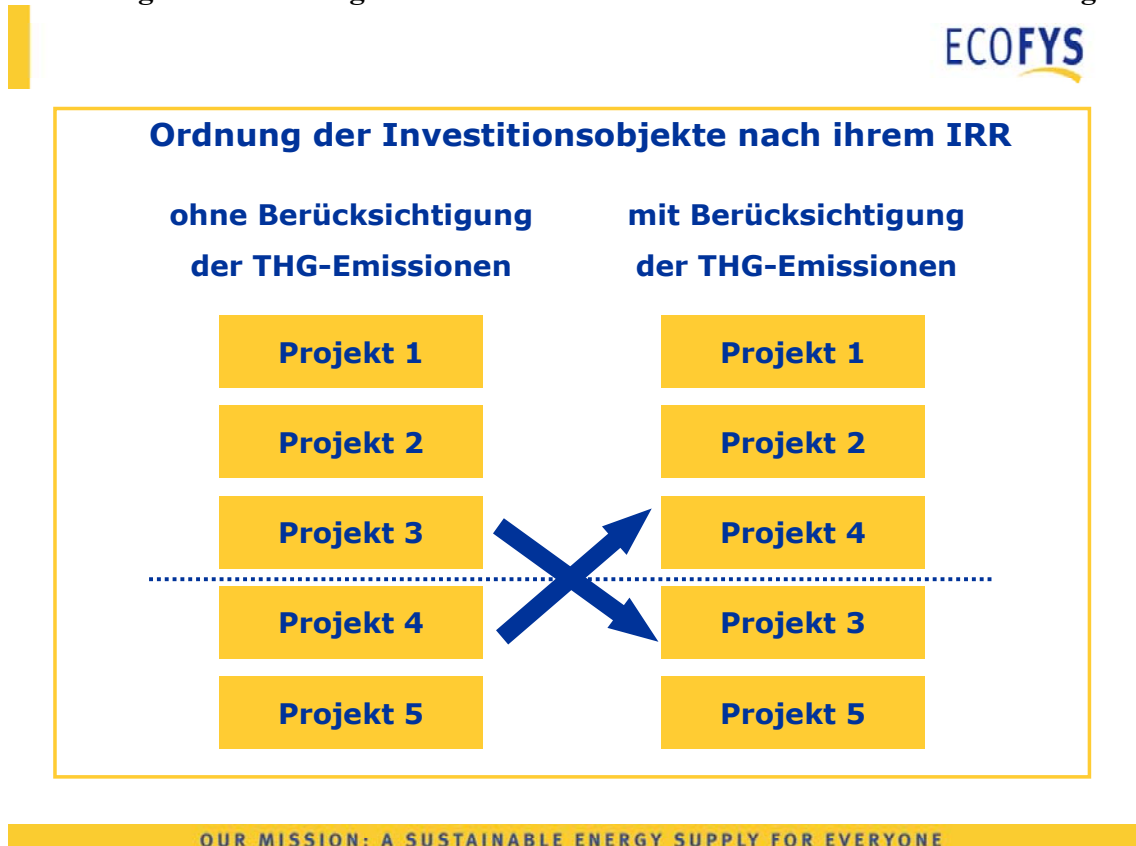 ECOFYS
Ordnung der Investitionsobjekte nach ihrem IRR
ohne Berücksichtigung
der THG-Emissionen
mit Berücksichtigung
der THG-Emissionen
Projekt 1
Projekt 1
Projekt 2
Projekt 2
Projekt 3
Projekt 4
Projekt 4
Projekt 3
Projekt 5
Projekt 5
OUR MISSION: A SUSTAINABLE ENERGY SUPPLY FOR EVERYONE